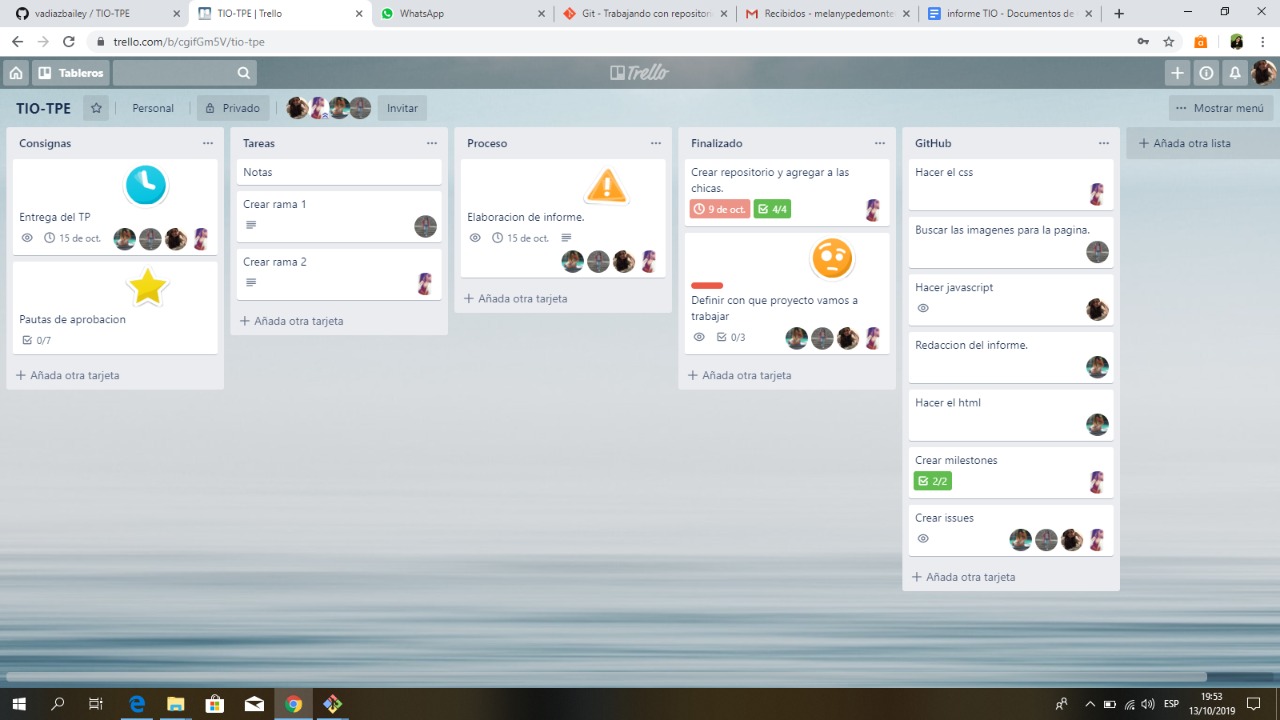 vadiazbailey / TIO-TPE
TIO-TPE | Trello
WhatsApp
Git - Trabajando con repositori
Recibidos - melanypedemonte
informe TIO - Documentos de
trello.com/b/cgifGm5V/tio-tpe
Tableros
Trello
TIO-TPE
Personal
Privado
Invitar
Mostrar menú
Consignas
Entrega del TP
15 de oct.
Pautas de aprobacion
0/7
Añada otra tarjeta
Tareas
Notas
Crear rama 1
Crear rama 2
Añada otra tarjeta
Proceso
Elaboracion de informe.
15 de oct.
Añada otra tarjeta
Finalizado
Crear repositorio y agregar a las
chicas.
9 de oct.
4/4
Definir con que proyecto vamos a
trabajar
0/3
Añada otra tarjeta
GitHub
Hacer el css
Buscar las imagenes para la pagina.
Hacer javascript
Redaccion del informe.
Hacer el html
Crear milestones
2/2
Crear issues
Añada otra tarjeta
Añada otra lista
ESP
19:53
13/10/2019